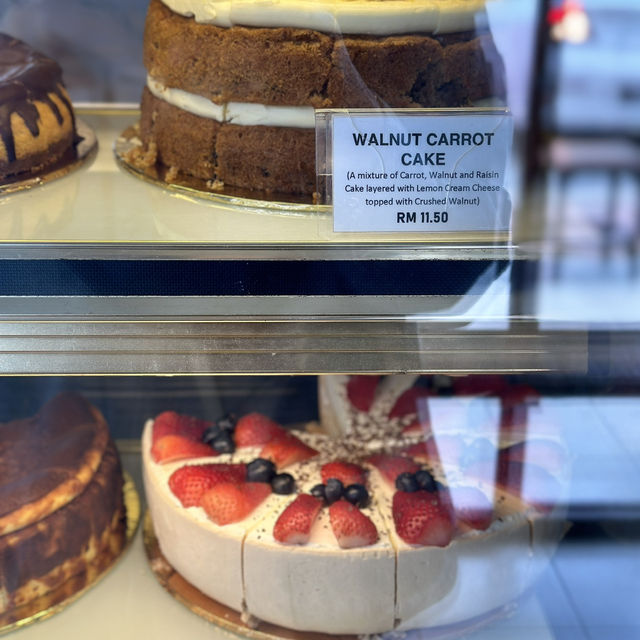 WALNUT CARROT
CAKE
(A mixture of Carrot, Walnut and Raisin
Cake layered with Lemon Cream Cheese
topped with Crushed Walnut)
RM 11.50